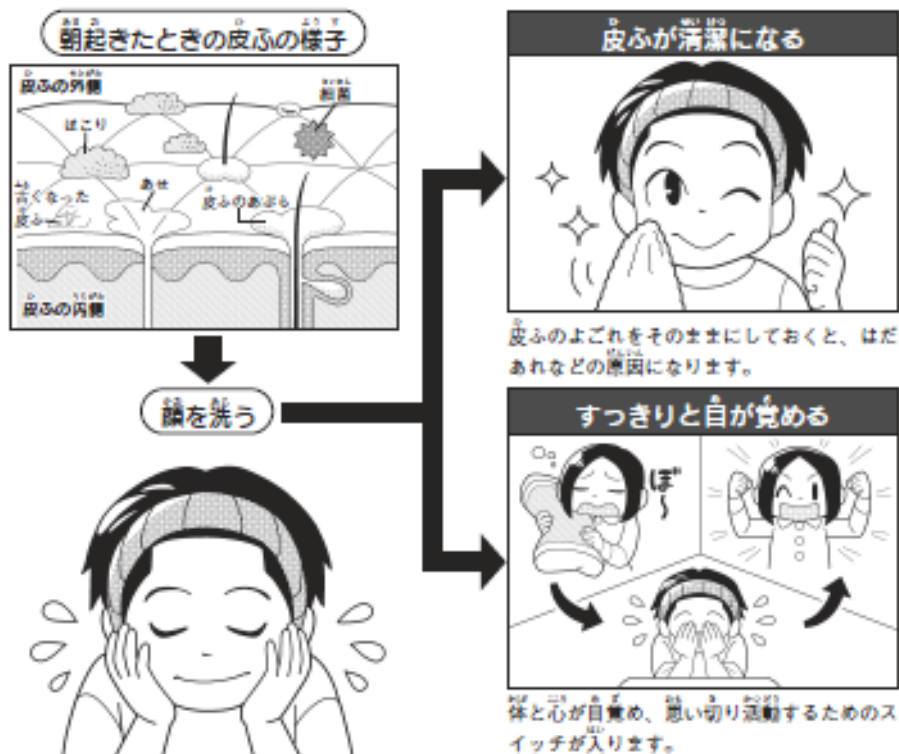 朝起きたときの皮ふの様子
皮ふの外側
細菌
ほこり
あせ
古くなった
皮ふ
皮ふのあぶら
皮ふの内側
顔を洗う
皮ふが清潔になる
皮ふのよごれをそのままにしておくと、はだ
あれなどの原因になります。
すっきりと目が覚める
ぼ～
体と心が目覚め、思い切り活動するためのス
イッチが入ります。